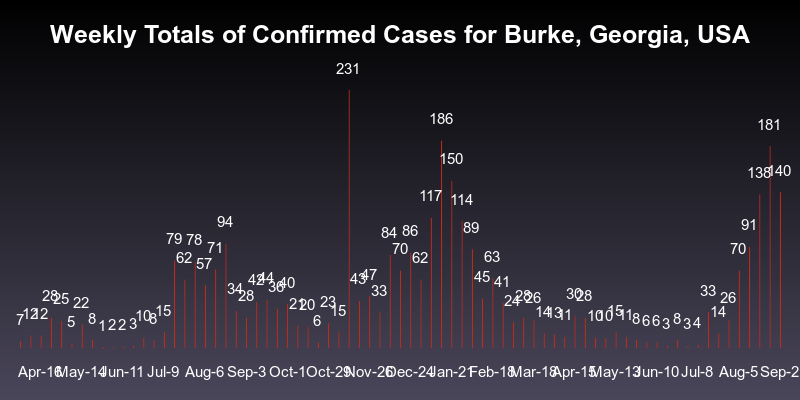 Weekly Totals of Confirmed Cases for Burke, Georgia, USA
231
186
181
150
138 140
117 114
94 91
84 86 89
79 78
62 57 71 70 62 63 70
34 28 42 44 36 40 43 47 33 45 41
7 12 12 28 25 5 22 8 1 2 2 3 10 8 15 21 20 6 23 15 24 28 26 14 13 11 30 28 10 10 15 11 8 6 6 3 8 3 4 33 14 26
Apr-16 May-14 Jun-11 Jul-9 Aug-6 Sep-3 Oct-1 Oct-29 Nov-26 Dec-24 Jan-21 Feb-18 Mar-18 Apr-15 May-13 Jun-10 Jul-8 Aug-5 Sep-2